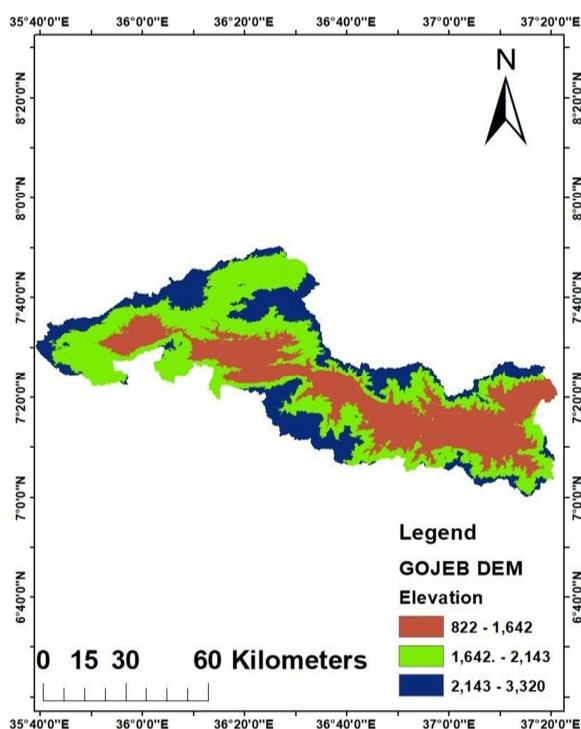 35°40'0"E 36°0'0"E 36°20'0"E 36°40'0"E 37°0'0"E 37°20'0"E
N
8°20'0"N 8°20'0"N
8°0'0"N 8°0'0"N
7°40'0"N 7°40'0"N
7°20'0"N 7°20'0"N
7°0'0"N 7°0'0"N
6°40'0"N 6°40'0"N
Legend
GOJEB DEM
Elevation
822 - 1,642
1,642. - 2,143
2,143 - 3,320
0 15 30 60 Kilometers
35°40'0"E 36°0'0"E 36°20'0"E 36°40'0"E 37°0'0"E 37°20'0"E